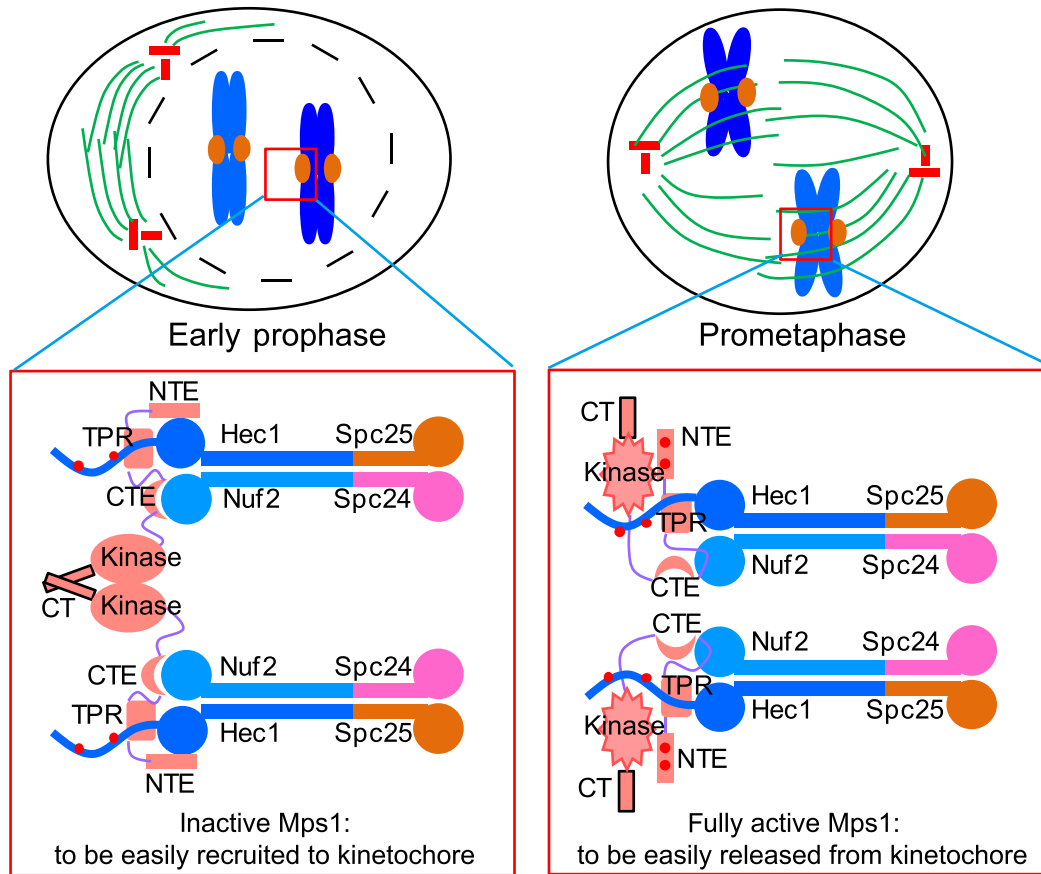 Early prophase
Prometaphase
NTE
TPR
Hec1
Spc25
CTE
Nuf2
Spc24
Kinase
CT
Kinase
CTE
Nuf2
Spc24
TPR
Hec1
Spc25
NTE
Inactive Mps1:
to be easily recruited to kinetochore
CT
NTE
Kinase
Hec1
Spc25
TPR
Nuf2
Spc24
CTE
CTE
Nuf2
Spc24
TPR
Hec1
Spc25
Kinase
NTE
CT
Fully active Mps1:
to be easily released from kinetochore